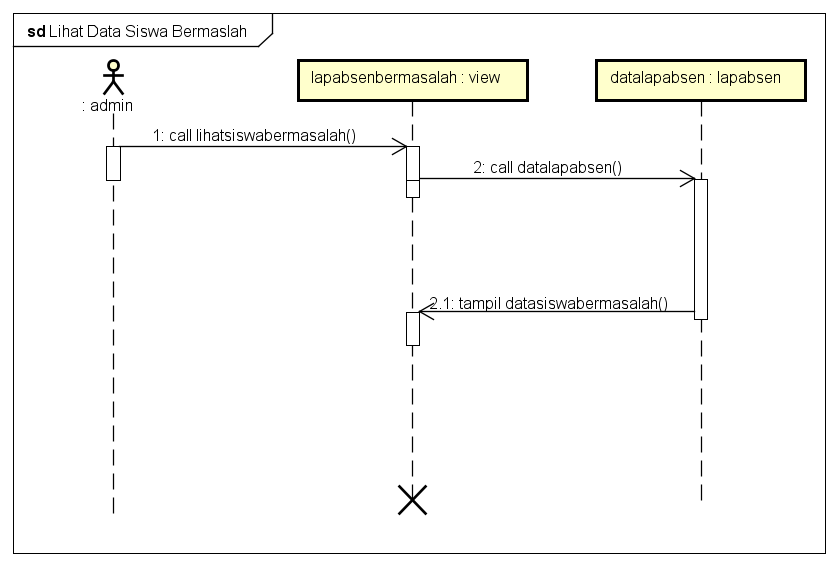 sd Lihat Data Siswa Bermaslah
: admin
lapabsenbermasalah : view
datalapabsen : lapabsen
1: call lihatsiswabermasalah()
2: call datalapabsen()
2.1: tampil datasiswabermasalah()